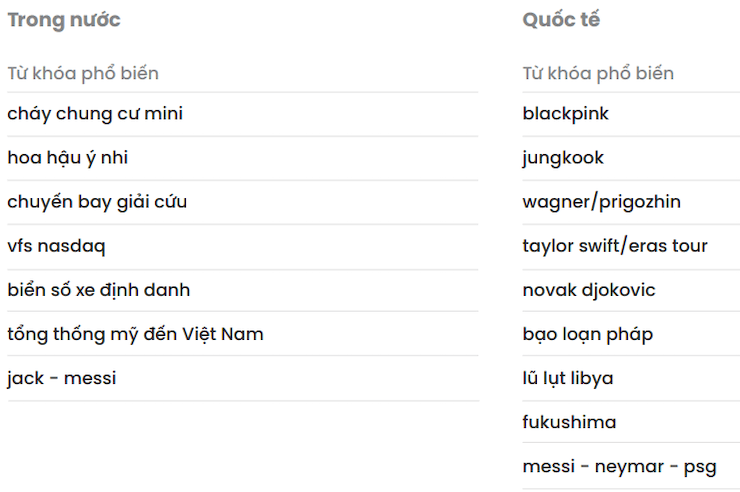 Trong nước
Từ khóa phổ biến
cháy chung cư mini
hoa hậu ý nhi
chuyến bay giải cứu
vfs nasdaq
biển số xe định danh
tổng thống mỹ đến Việt Nam
jack - messi
Quốc tế
Từ khóa phổ biến
blackpink
jungkook
wagner/prigozhin
taylor swift/eras tour
novak djokovic
bạo loạn pháp
lũ lụt libya
fukushima
messi - neymar - psg